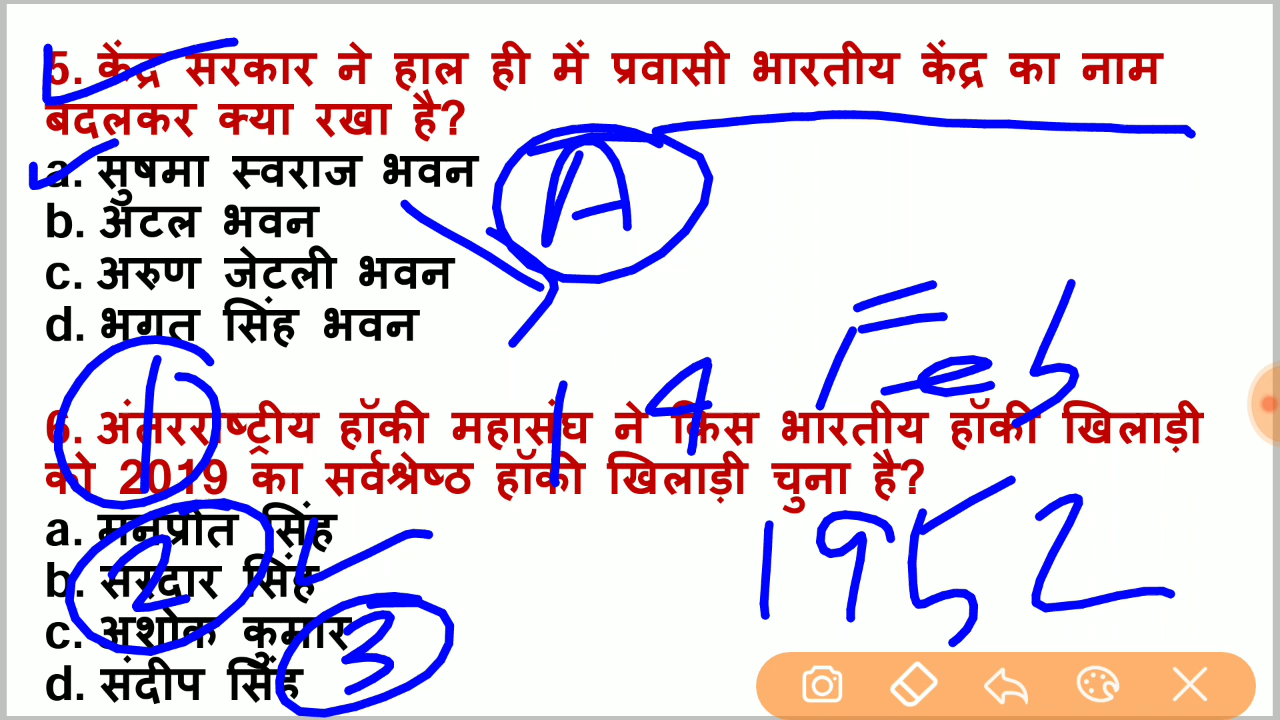 5. केंद्र सरकार ने हाल ही में प्रवासी भारतीय केंद्र का नाम
बदलकर क्या रखा है?
a. सुषमा स्वराज भवन
A
b. अटल भवन
c. अरुण जेटली भवन
d. भगत सिंह भवन
14 Feb
1
6. अंतरराष्ट्रीय हॉकी महासंघ ने किस भारतीय हॉकी खिलाड़ी
को 2019 का सर्वश्रेष्ठ हॉकी खिलाड़ी चुना है?
a. मनप्रीत सिंह
1952
b. सरदार सिंह
2
c. अशोक कुमार
3
d. संदीप सिंह